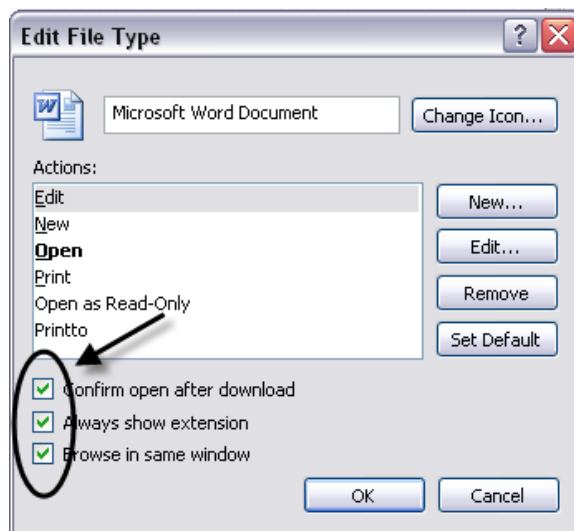 Edit File Type
Microsoft Word Document
Change Icon...
Actions:
Edit
New
Open
Print
Open as Read-Only
Printto
New...
Edit...
Remove
Set Default
Confirm open after download
Always show extension
Browse in same window
OK
Cancel